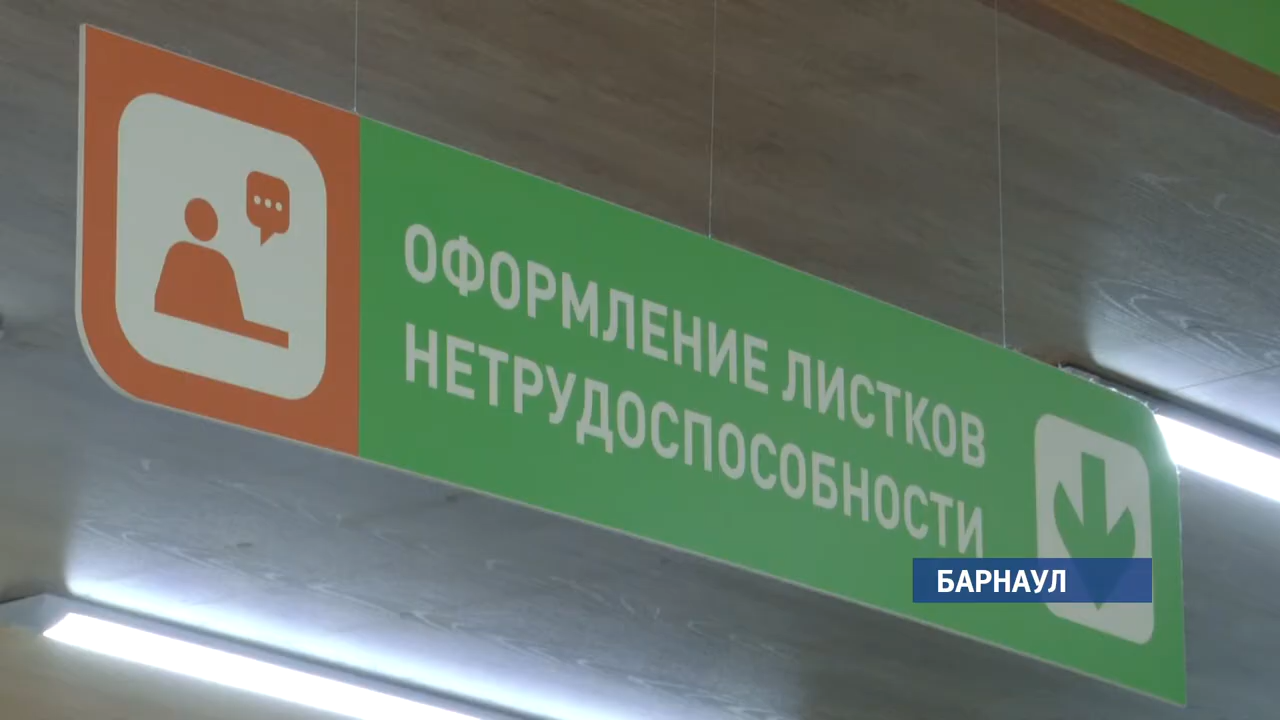 ОФОРМЛЕНИЕ ЛИСТКОВ
НЕТРУДОСПОСОБНОСТИ
БАРНАУЛ